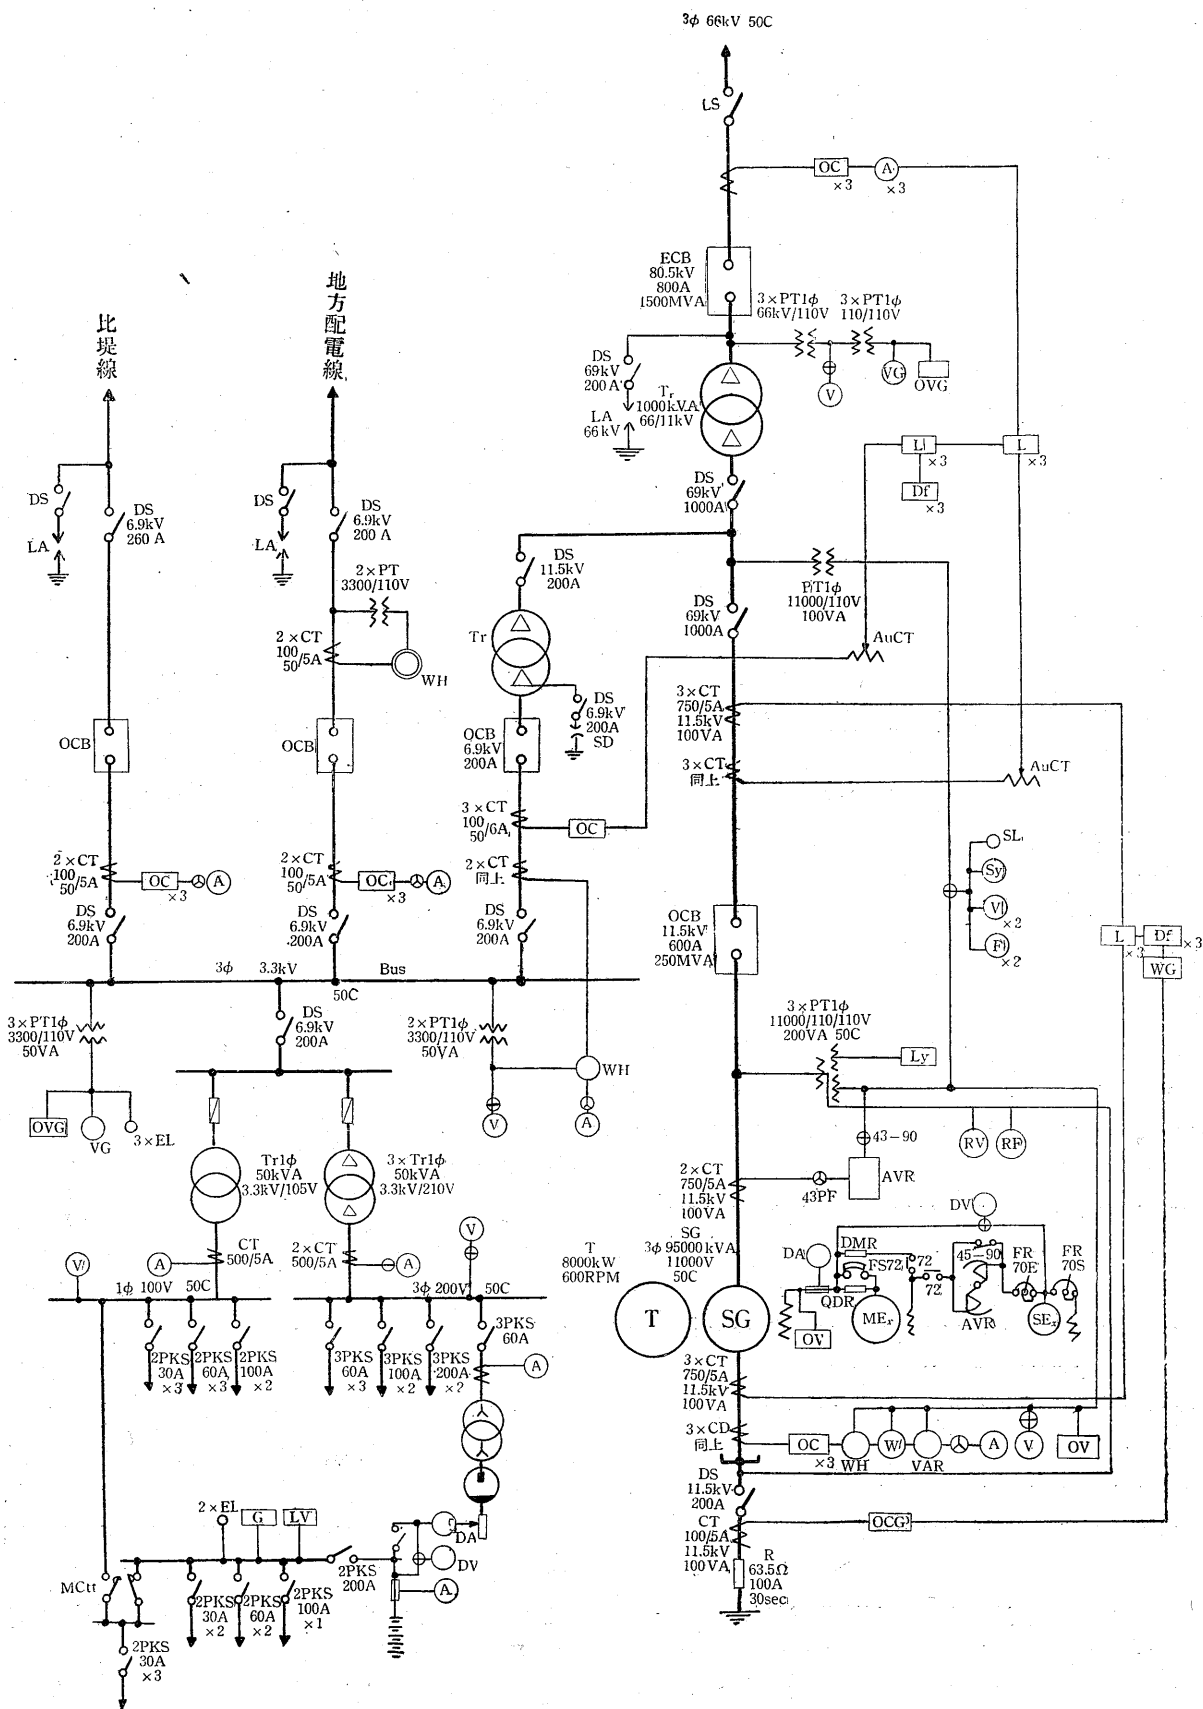 3φ 66kV 50C
LS
OC
×3
A
×3
ECB
80.5kV
800A
1500MVA
3×PT1φ
66kV/110V
3×PT1φ
110/110V
V
VG
OVG
DS
69kV
200A
LA
66kV
Tr
1000kVA
66/11kV
L
×3
L
×3
Df
×3
DS
69kV
1000A
比堤線
地方配電線
DS
LA
DS
6.9kV
260A
DS
LA
DS
6.9kV
200A
2×PT
3300/110V
2×CT
100
50/5A
WH
DS
11.5kV
200A
Tr
DS
6.9kV
200A
SD
PT1φ
11000/110V
100VA
DS
69kV
1000A
AuCT
OCB
OCB
OCB
6.9kV
200A
3×CT
750/5A
11.5kV
100VA
3×CT
同上
AuCT
3×CT
100
50/6A
OC
2×CT
同上
2×CT
100
50/5A
OC
×3
A
2×CT
100
50/5A
OC
×3
A
DS
6.9kV
200A
DS
6.9kV
200A
DS
6.9kV
200A
SL
Sy
V
×2
F
×2
OCB
11.5kV
600A
250MVA
L
×3
Df
×3
WG
3φ 3.3kV Bus
50C
3×PT1φ
3300/110V
50VA
DS
6.9kV
200A
2×PT1φ
3300/110V
50VA
WH
V
A
3×PT1φ
11000/110/110V
200VA 50C
Ly
OVG
VG
3×EL
RV
RF
43-90
AVR
43PF
Tr1φ
50kVA
3.3kV/105V
3×Tr1φ
50kVA
3.3kV/210V
2×CT
750/5A
11.5kV
100VA
V
A
CT
500/5A
2×CT
500/5A
A
V
1φ 100V 50C
3φ 200V 50C
T
8000kW
600RPM
SG
3φ 95000kVA
11000V
50C
T
SG
DV
DA
DMR
FS72
72
72
45-90
FR
70E
FR
70S
QDR
OV
MEx
AVR
SEx
2PKS
30A
×3
2PKS
60A
×3
2PKS
100A
×2
3PKS
60A
×3
3PKS
100A
×2
3PKS
200A
×2
3PKS
60A
A
3×CT
750/5A
11.5kV
100VA
3×CD
同上
OC
×3
WH
W
VAR
A
V
OV
DS
11.5kV
200A
CT
100/5A
11.5kV
100VA
OCG
R
63.5Ω
100A
30sec
2×EL
G
LV
DA
DV
A
2PKS
200A
MCtt
2PKS
30A
×2
2PKS
60A
×2
2PKS
100A
×1
2PKS
30A
×3